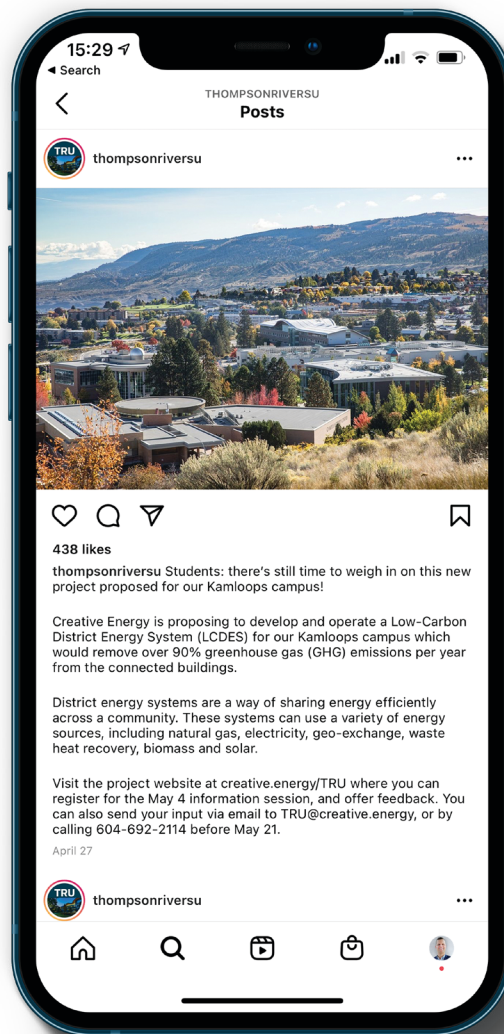 15:29
◀ Search
THOMPSONRIVERSU
Posts
TRU
thompsonriversu
438 likes
thompsonriversu Students: there's still time to weigh in on this new
project proposed for our Kamloops campus!
Creative Energy is proposing to develop and operate a Low-Carbon
District Energy System (LCDES) for our Kamloops campus which
would remove over 90% greenhouse gas (GHG) emissions per year
from the connected buildings.
District energy systems are a way of sharing energy efficiently
across a community. These systems can use a variety of energy
sources, including natural gas, electricity, geo-exchange, waste
heat recovery, biomass and solar.
Visit the project website at creative.energy/TRU where you can
register for the May 4 information session, and offer feedback. You
can also send your input via email to TRU@creative.energy, or by
calling 604-692-2114 before May 21.
April 27
TRU
thompsonriversu